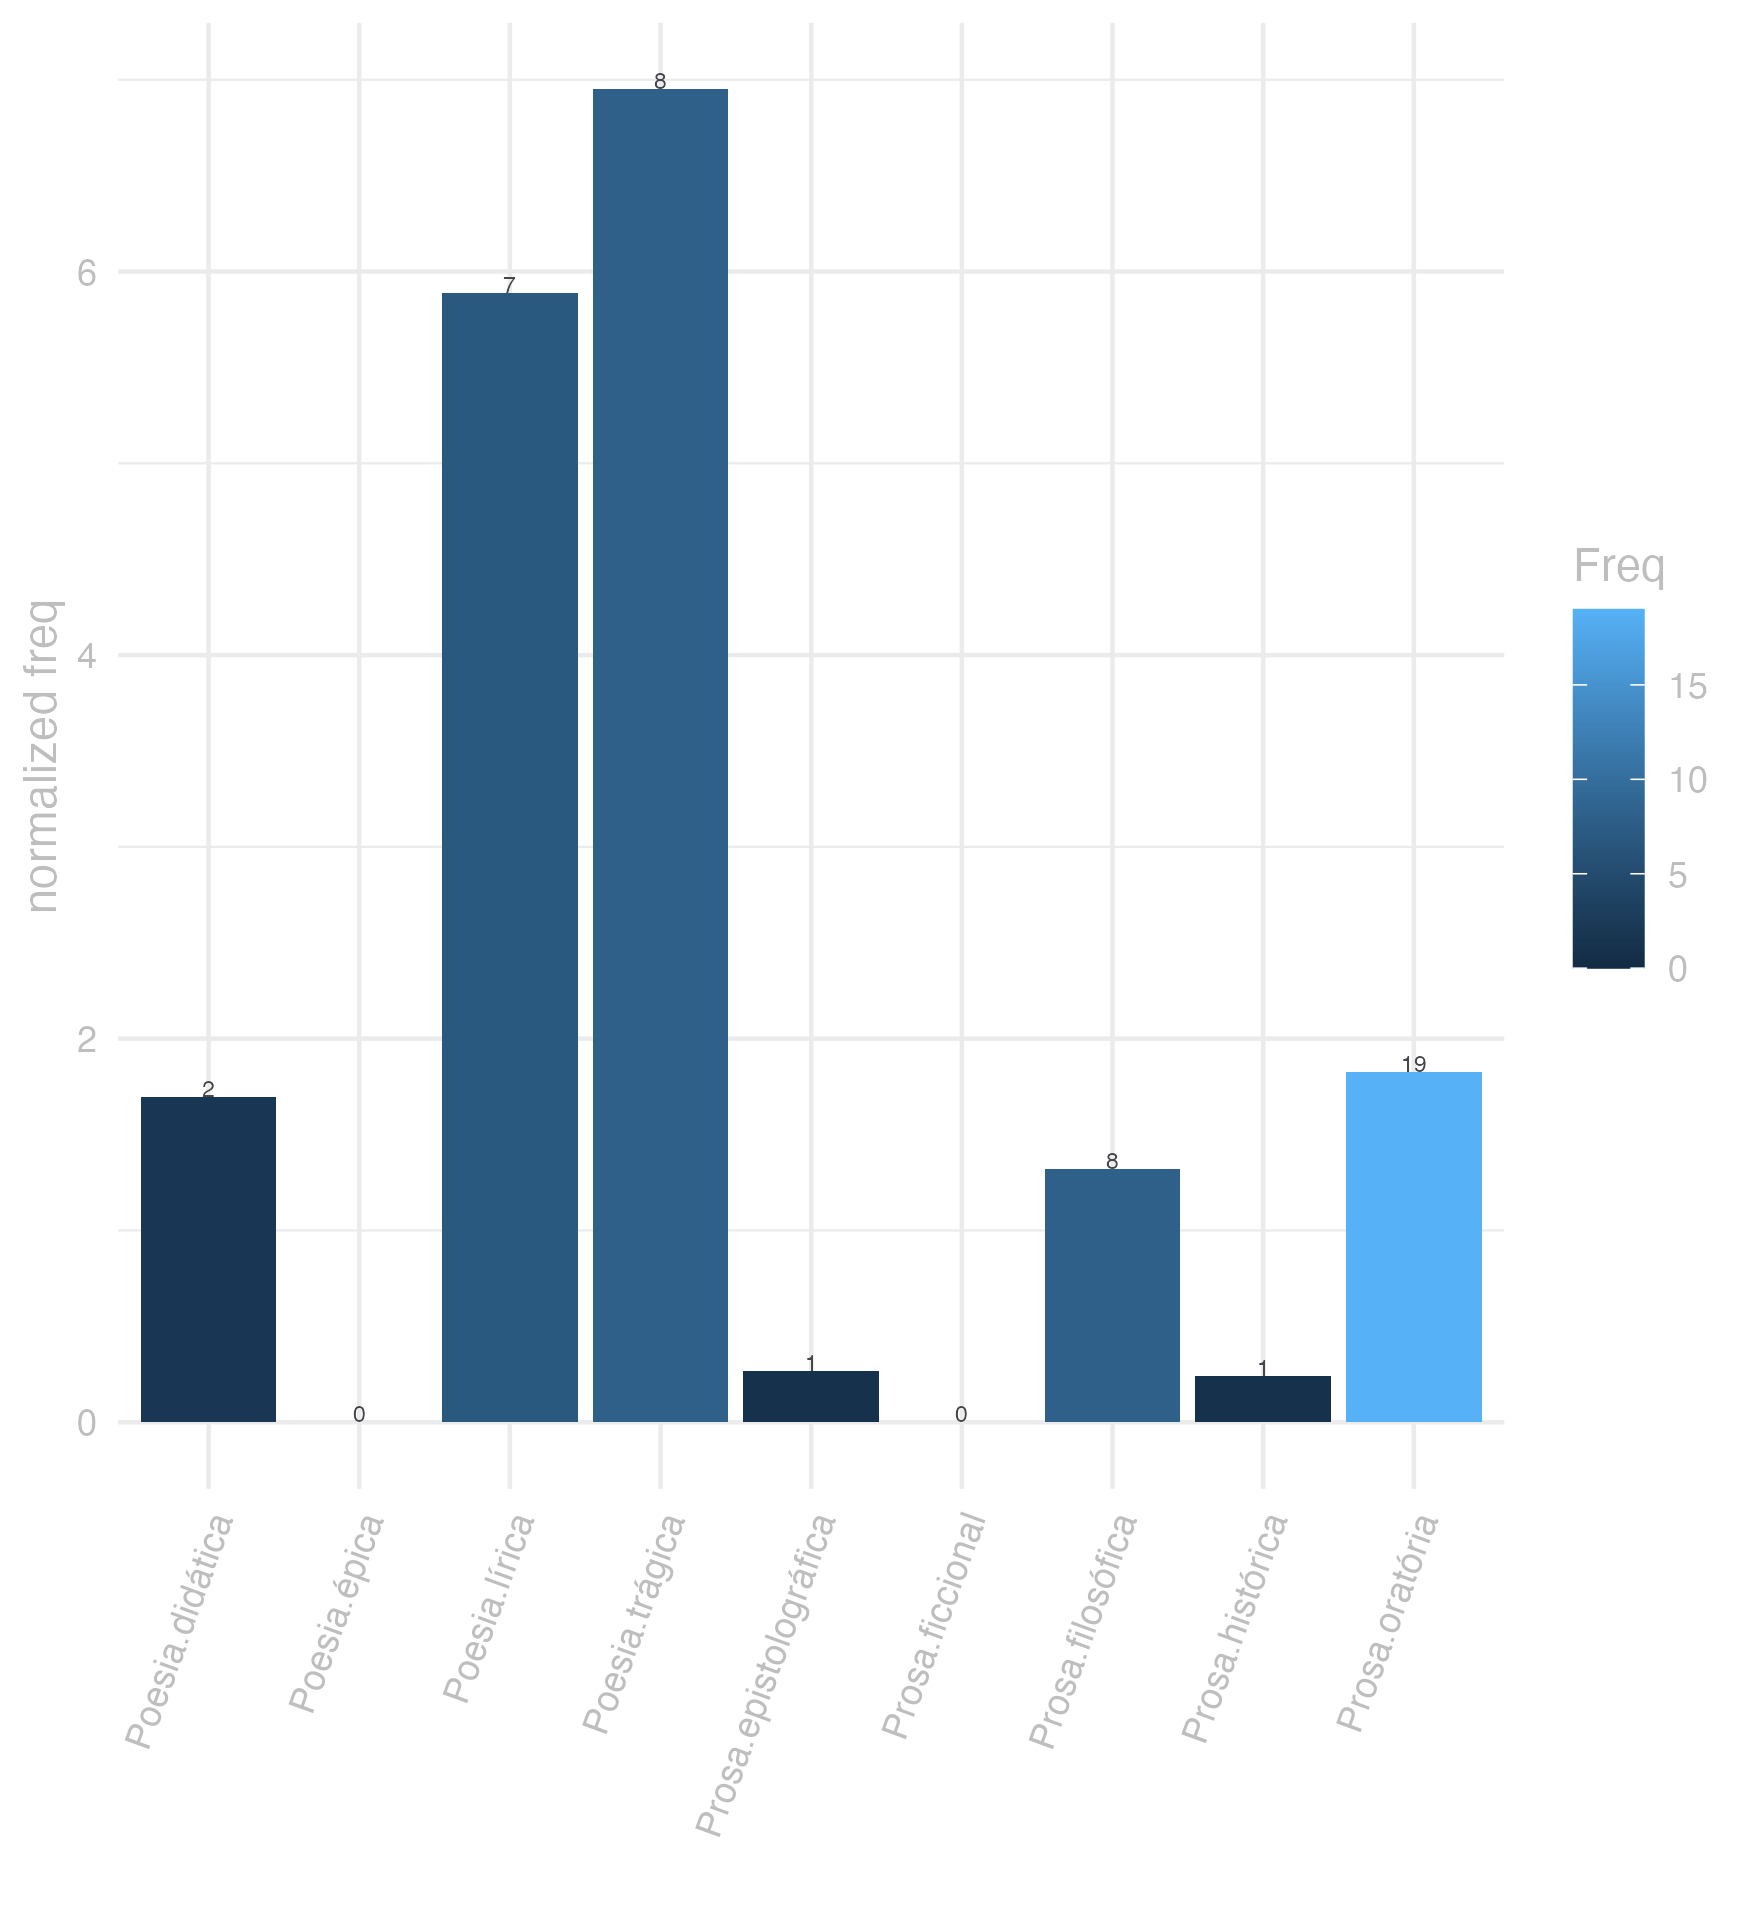 8
7
19
8
2
1
1
0
0
6
4
2
0
normalized freq
Freq
15
10
5
0
Poesia.didática
Poesia.épica
Poesia.lírica
Poesia.trágica
Prosa.epistolográfica
Prosa.ficcional
Prosa.filosófica
Prosa.histórica
Prosa.oratória